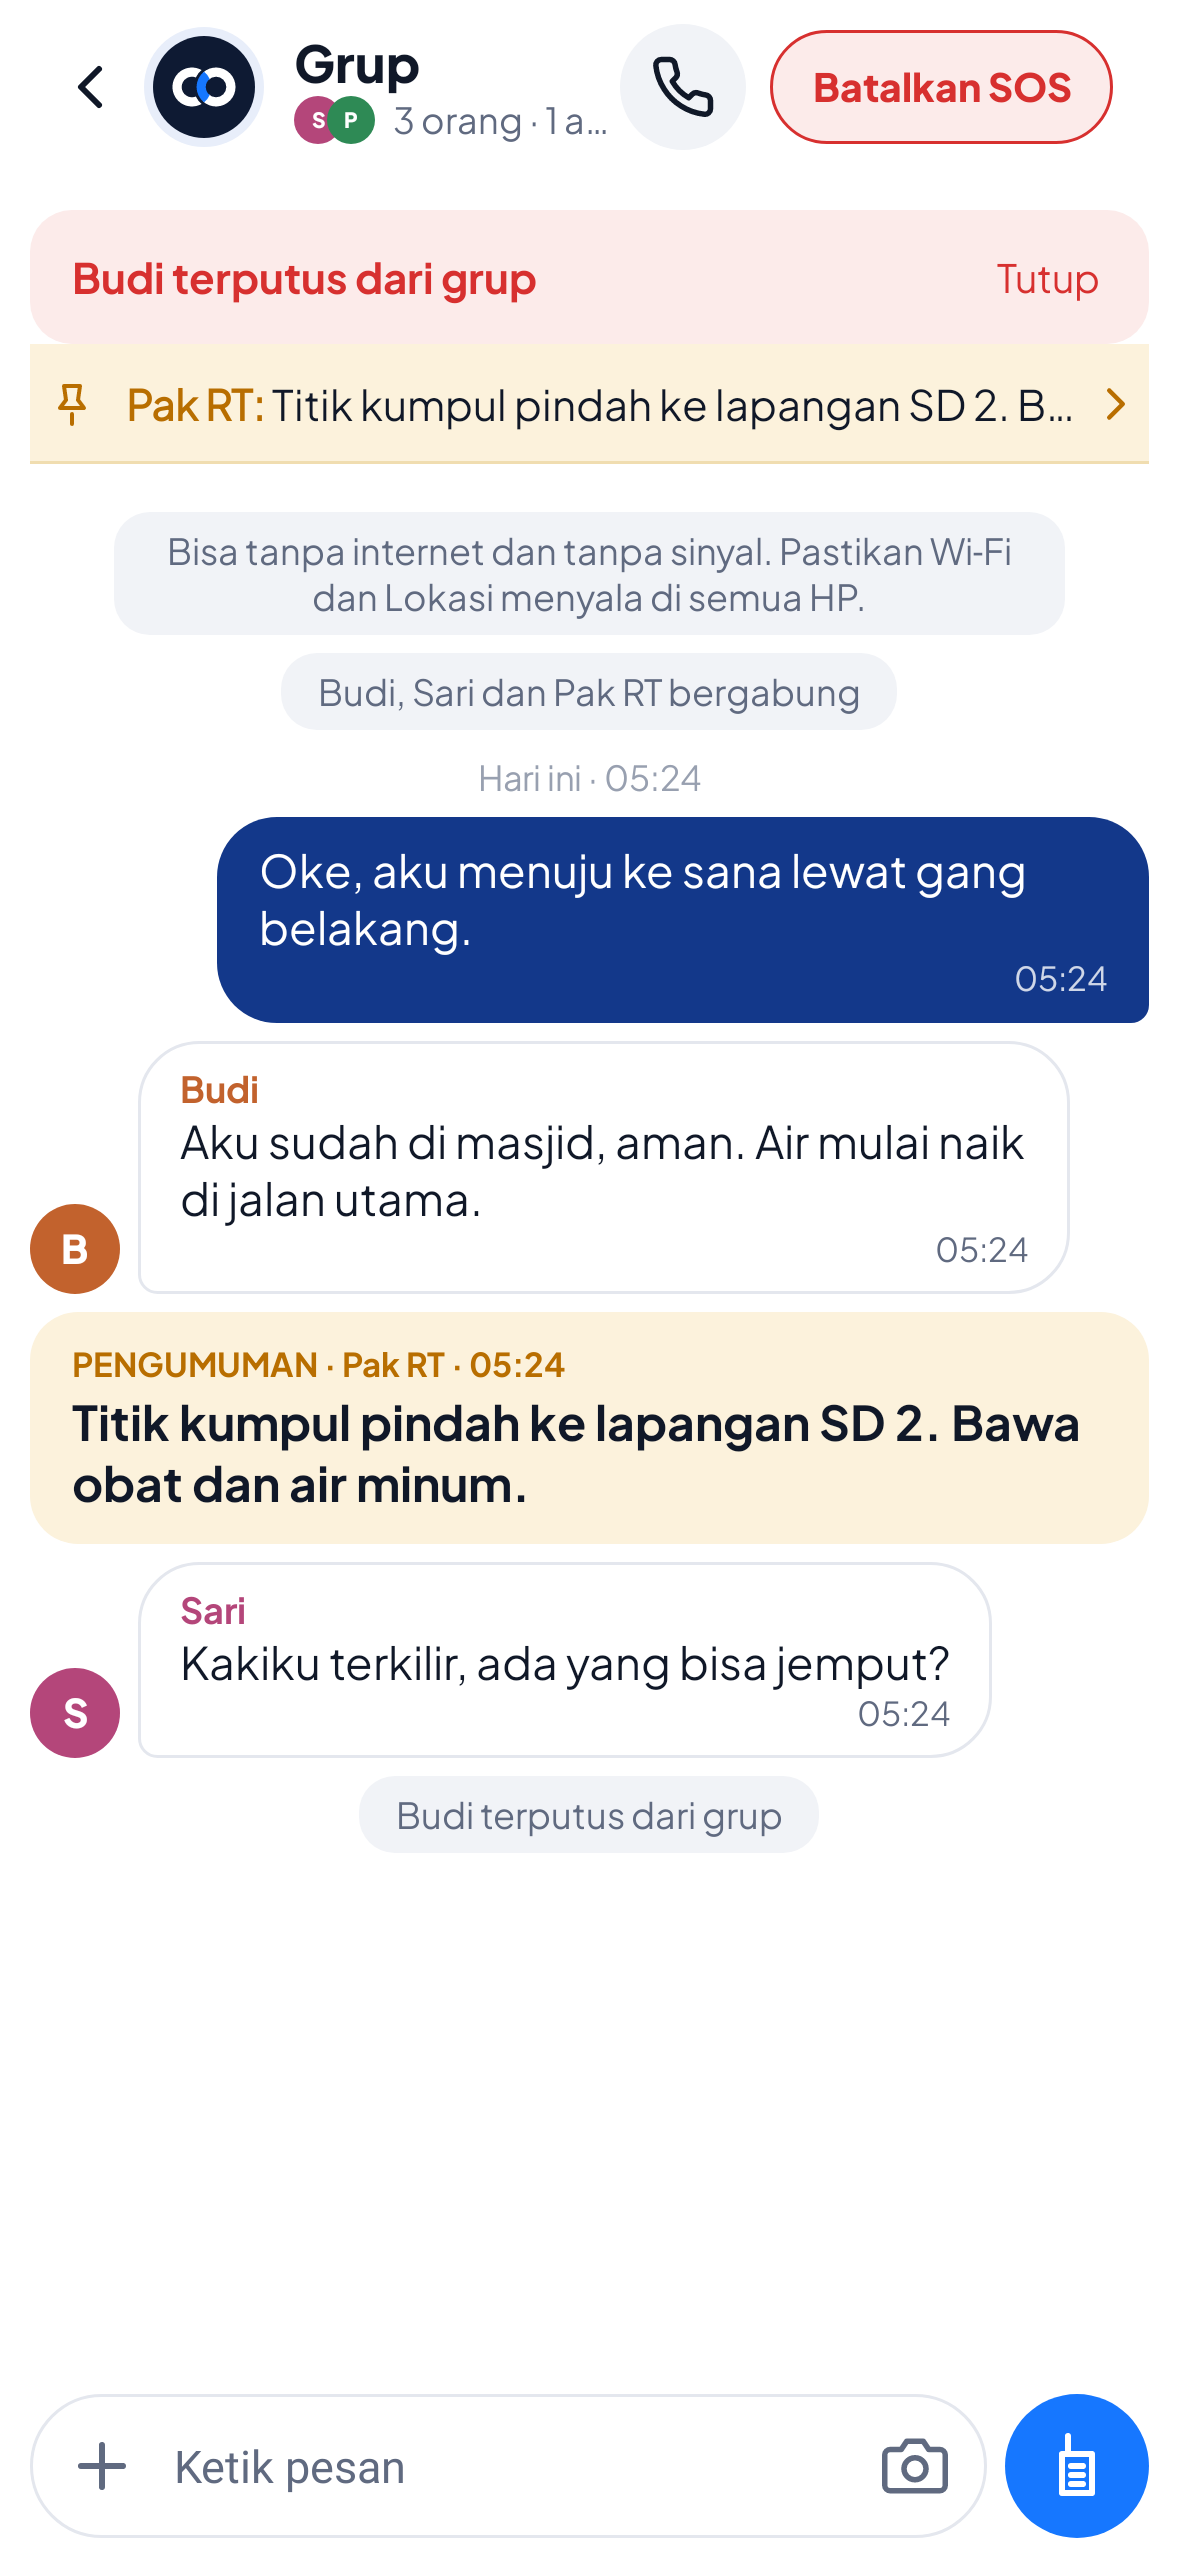 Grup
S P 3 orang · 1 a...
Batalkan SOS
Budi terputus dari grup
Tutup
Pak RT: Titik kumpul pindah ke lapangan SD 2. B...
Bisa tanpa internet dan tanpa sinyal. Pastikan Wi-Fi
dan Lokasi menyala di semua HP.
Budi, Sari dan Pak RT bergabung
Hari ini · 05:24
Oke, aku menuju ke sana lewat gang
belakang.
05:24
Budi
Aku sudah di masjid, aman. Air mulai naik
di jalan utama.
05:24
B
PENGUMUMAN · Pak RT · 05:24
Titik kumpul pindah ke lapangan SD 2. Bawa
obat dan air minum.
Sari
Kakiku terkilir, ada yang bisa jemput?
05:24
S
Budi terputus dari grup
Ketik pesan